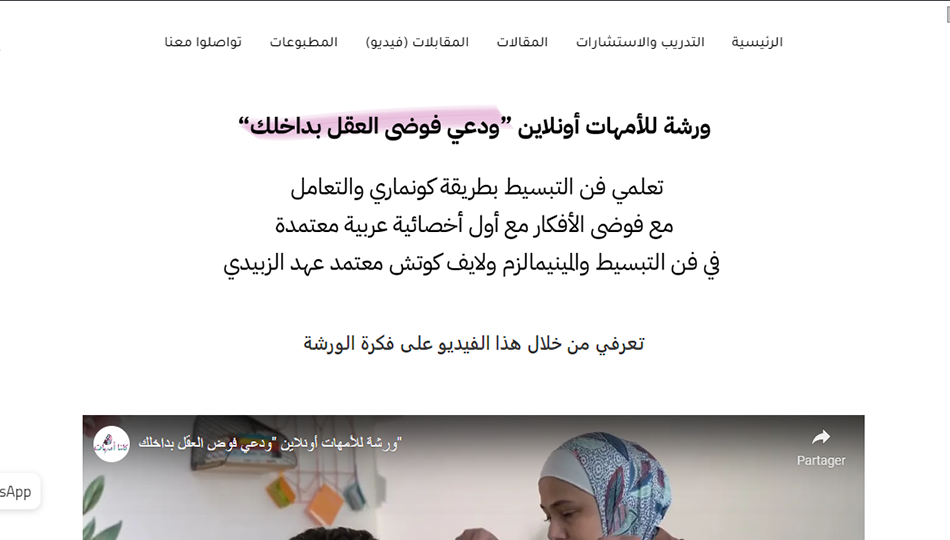 الرئيسية
التدريب والاستشارات
المقالات
المقابلات (فيديو)
المطبوعات
تواصلوا معنا
ورشة للأمهات أونلاين ”ودعي فوضى العقل بداخلك“
تعلمي فن التبسيط بطريقة كونماري والتعامل
مع فوضى الأفكار مع أول أخصائية عربية معتمدة
في فن التبسيط والمينيمالزم ولايف كوتش معتمد عهد الزبيدي
تعرفي من خلال هذا الفيديو على فكرة الورشة
ورشة للأمهات أونلاين "ودعي فوض العقل بداخلك"
Partager
sApp